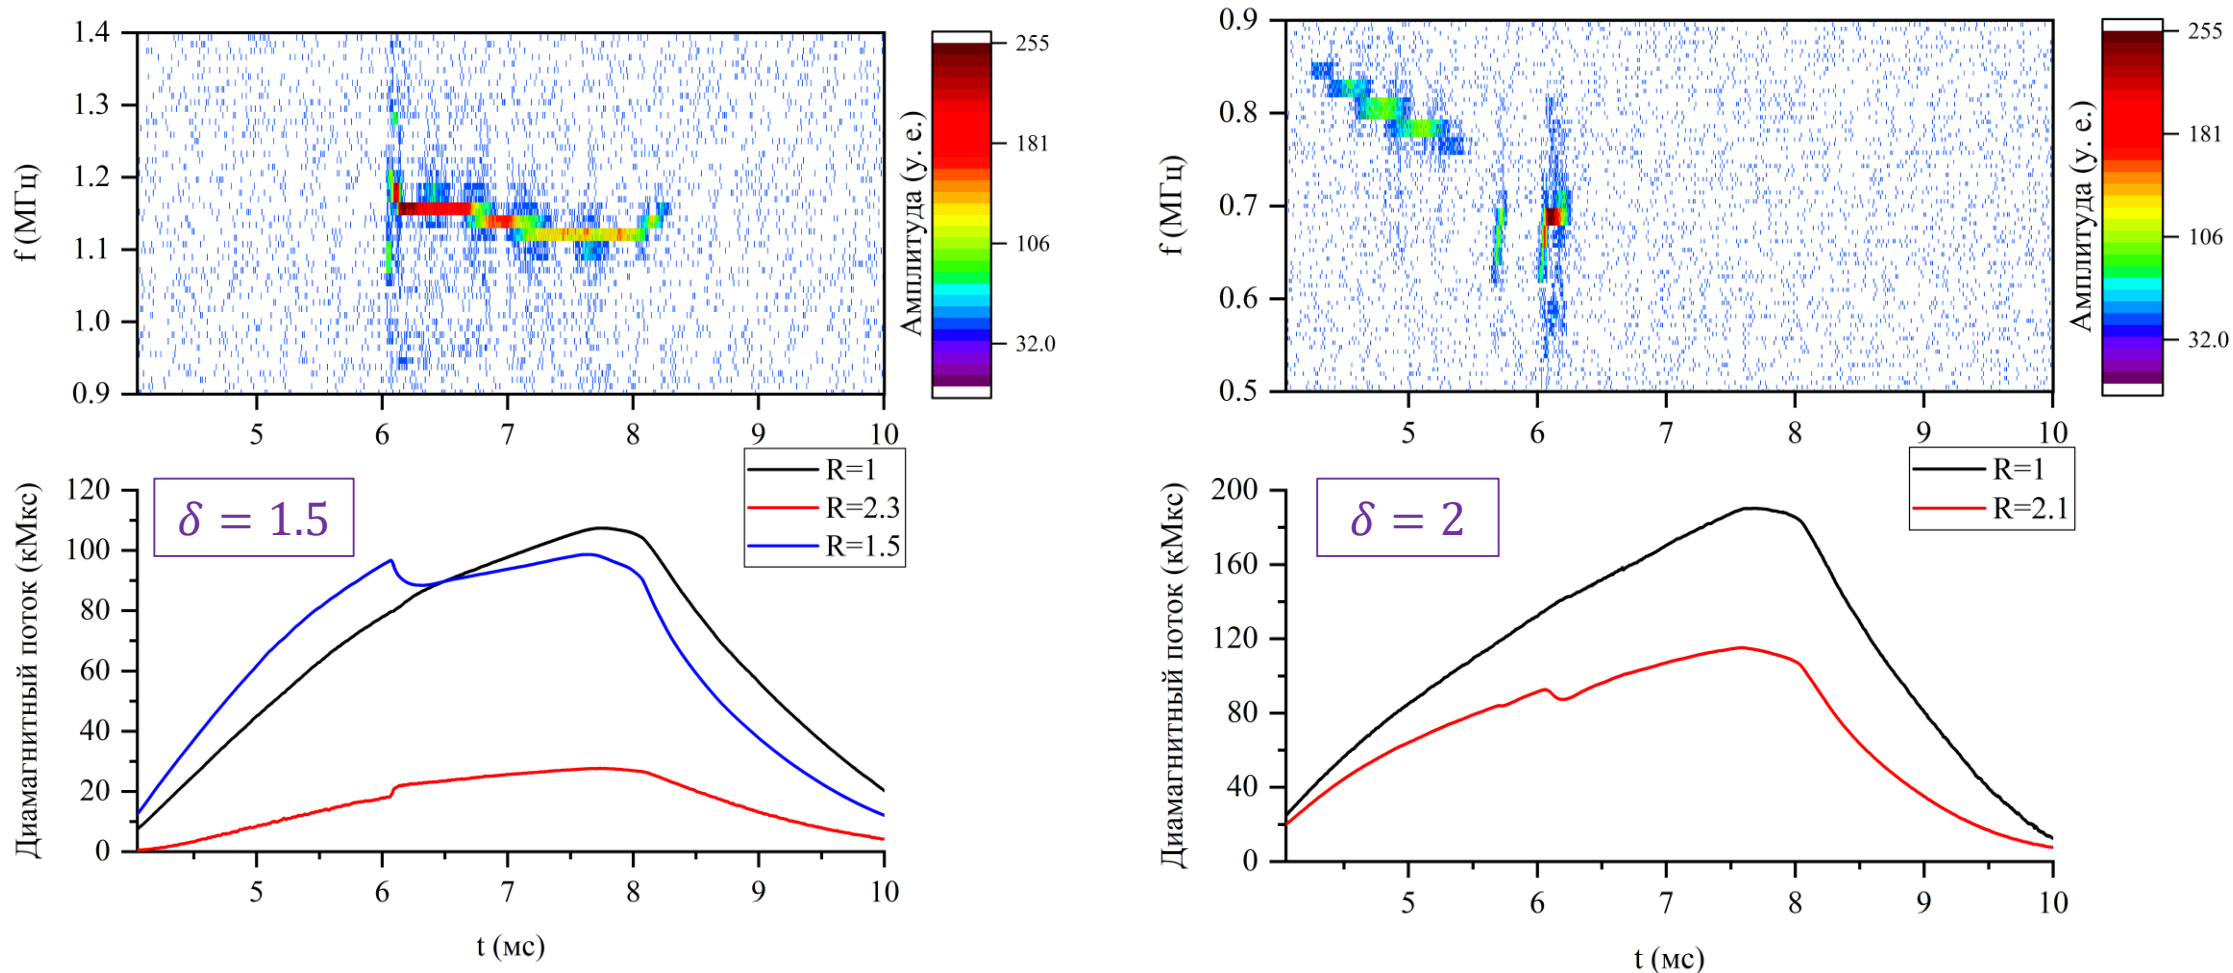 1.4
1.3
1.2
1.1
1.0
0.9
f (МГц)
5 6 7 8 9 10
255
181
106
32.0
Амплитуда (у. е.)
0.9
0.8
0.7
0.6
0.5
f (МГц)
5 6 7 8 9 10
255
181
106
32.0
Амплитуда (у. е.)
R=1
R=2.3
R=1.5
δ = 1.5
120
100
80
60
40
20
0
Диамагнитный поток (кМкс)
5 6 7 8 9 10
t (мс)
R=1
R=2.1
δ = 2
200
160
120
80
40
0
Диамагнитный поток (кМкс)
5 6 7 8 9 10
t (мс)